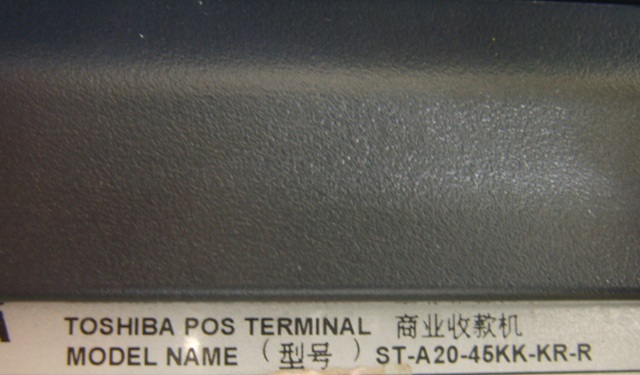 TOSHIBA POS TERMINAL 商业收款机
MODEL NAME (型号) ST-A20-45KK-KR-R